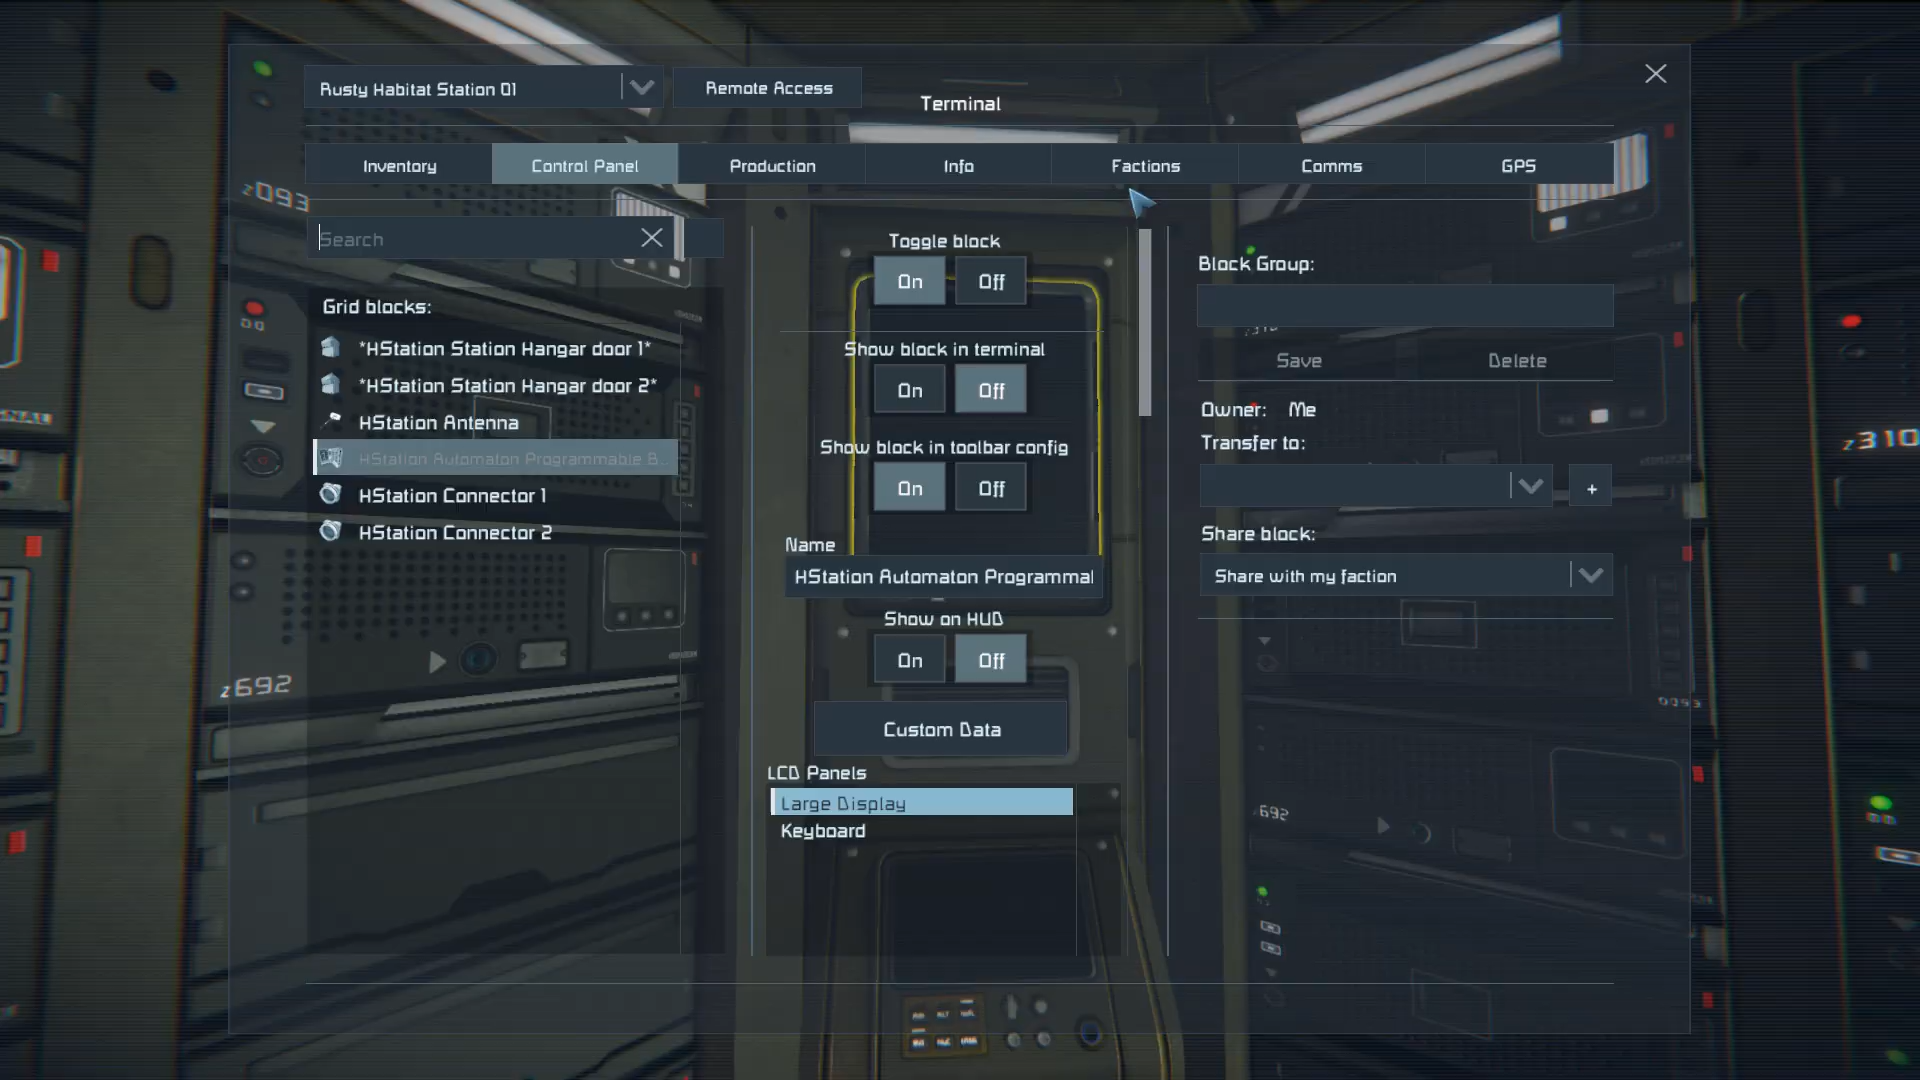 Rusty Habitat Station 01
Remote Access
Terminal
Inventory
Control Panel
Production
Info
Factions
Comms
GPS
z093
Search
Toggle block
On
Off
Block Group:
Grid blocks:
*HStation Station Hangar door 1*
*HStation Station Hangar door 2*
HStation Antenna
HStation Automaton Programmable B...
HStation Connector 1
HStation Connector 2
Show block in terminal
On
Off
Save
Delete
Owner: Me
Transfer to:
+
z310
Show block in toolbar config
On
Off
Share block:
Share with my faction
Name
HStation Automaton Programmal
Show on HUD
On
Off
z692
Custom Data
LCD Panels
Large Display
Keyboard
z692